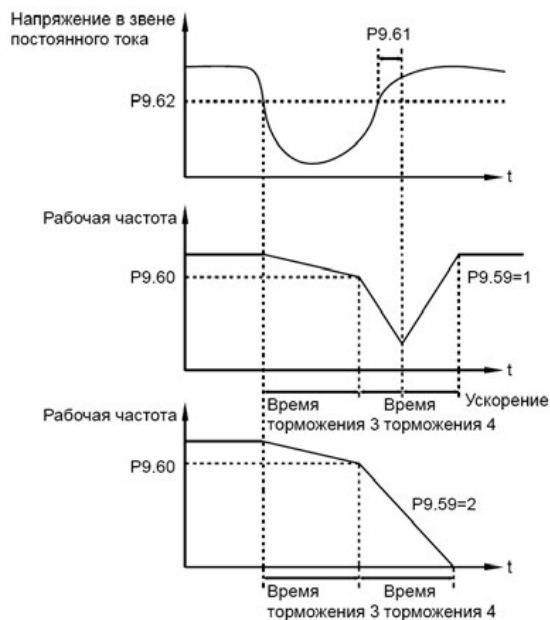 Напряжение в звене
постоянного тока
P9.61
P9.62
t
Рабочая частота
P9.60
P9.59=1
t
Время
торможения 3
Время
торможения 4
Ускорение
Рабочая частота
P9.60
P9.59=2
t
Время
торможения 3
Время
торможения 4